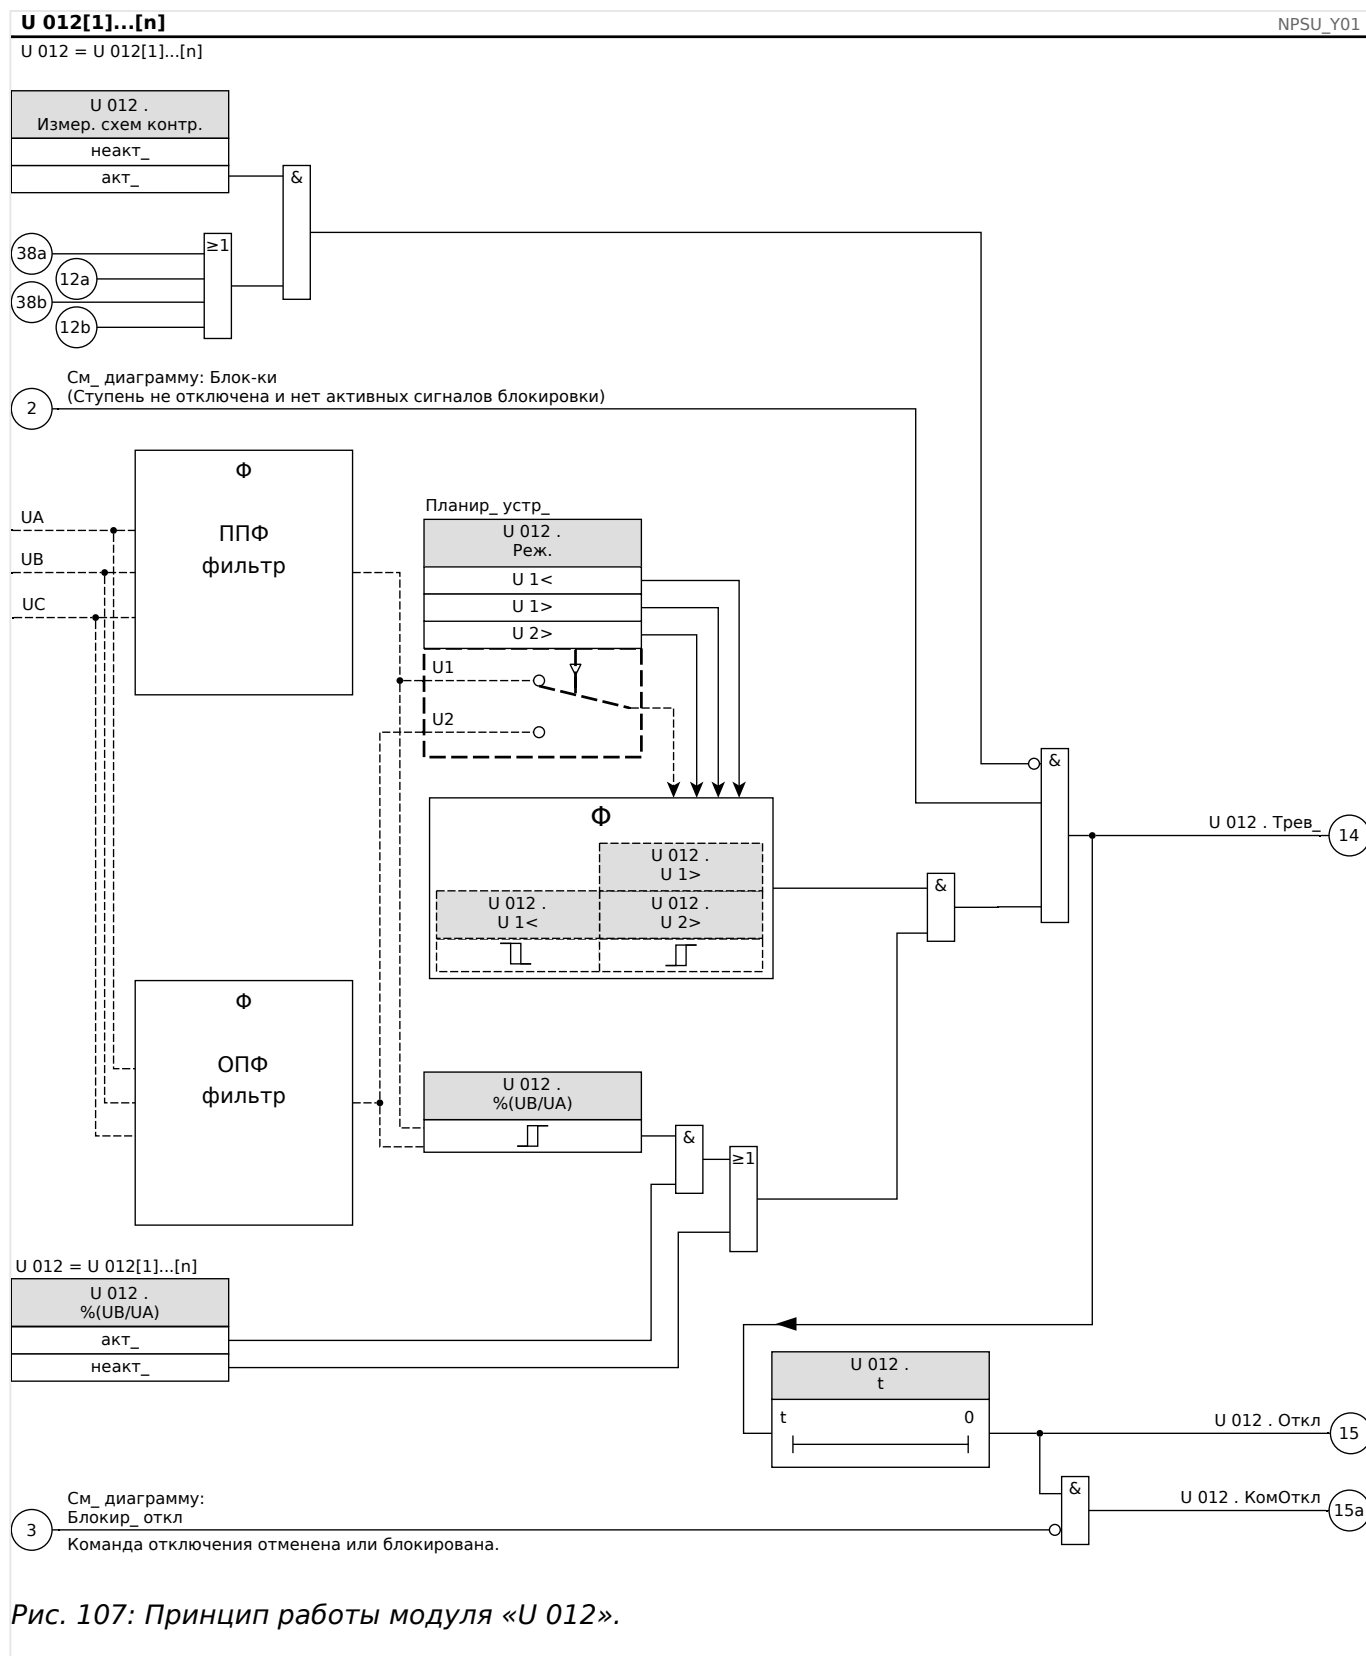 U 012[1]...[n]
NPSU_Y01
U 012 = U 012[1]...[n]
U 012 .
Измер. схем контр.
неакт_
акт_
&
≥1
38a
12a
38b
12b
См_ диаграмму: Блок-ки
(Ступень не отключена и нет активных сигналов блокировки)
2
Ф
ППФ
фильтр
UA
UB
UC
Планир_ устр_
U 012 .
Реж.
U 1<
U 1>
U 2>
U1
U2
&
Ф
U 012 .
U 1>
U 012 .
U 1<
U 012 .
U 2>
&
U 012 . Трев_
14
Ф
ОПФ
фильтр
U 012 .
%(UB/UA)
&
≥1
U 012 = U 012[1]...[n]
U 012 .
%(UB/UA)
акт_
неакт_
U 012 .
t
t
0
U 012 . Откл
15
&
U 012 . КомОткл
15a
См_ диаграмму:
Блокир_ откл
3
Команда отключения отменена или блокирована.
Рис. 107: Принцип работы модуля «U 012».